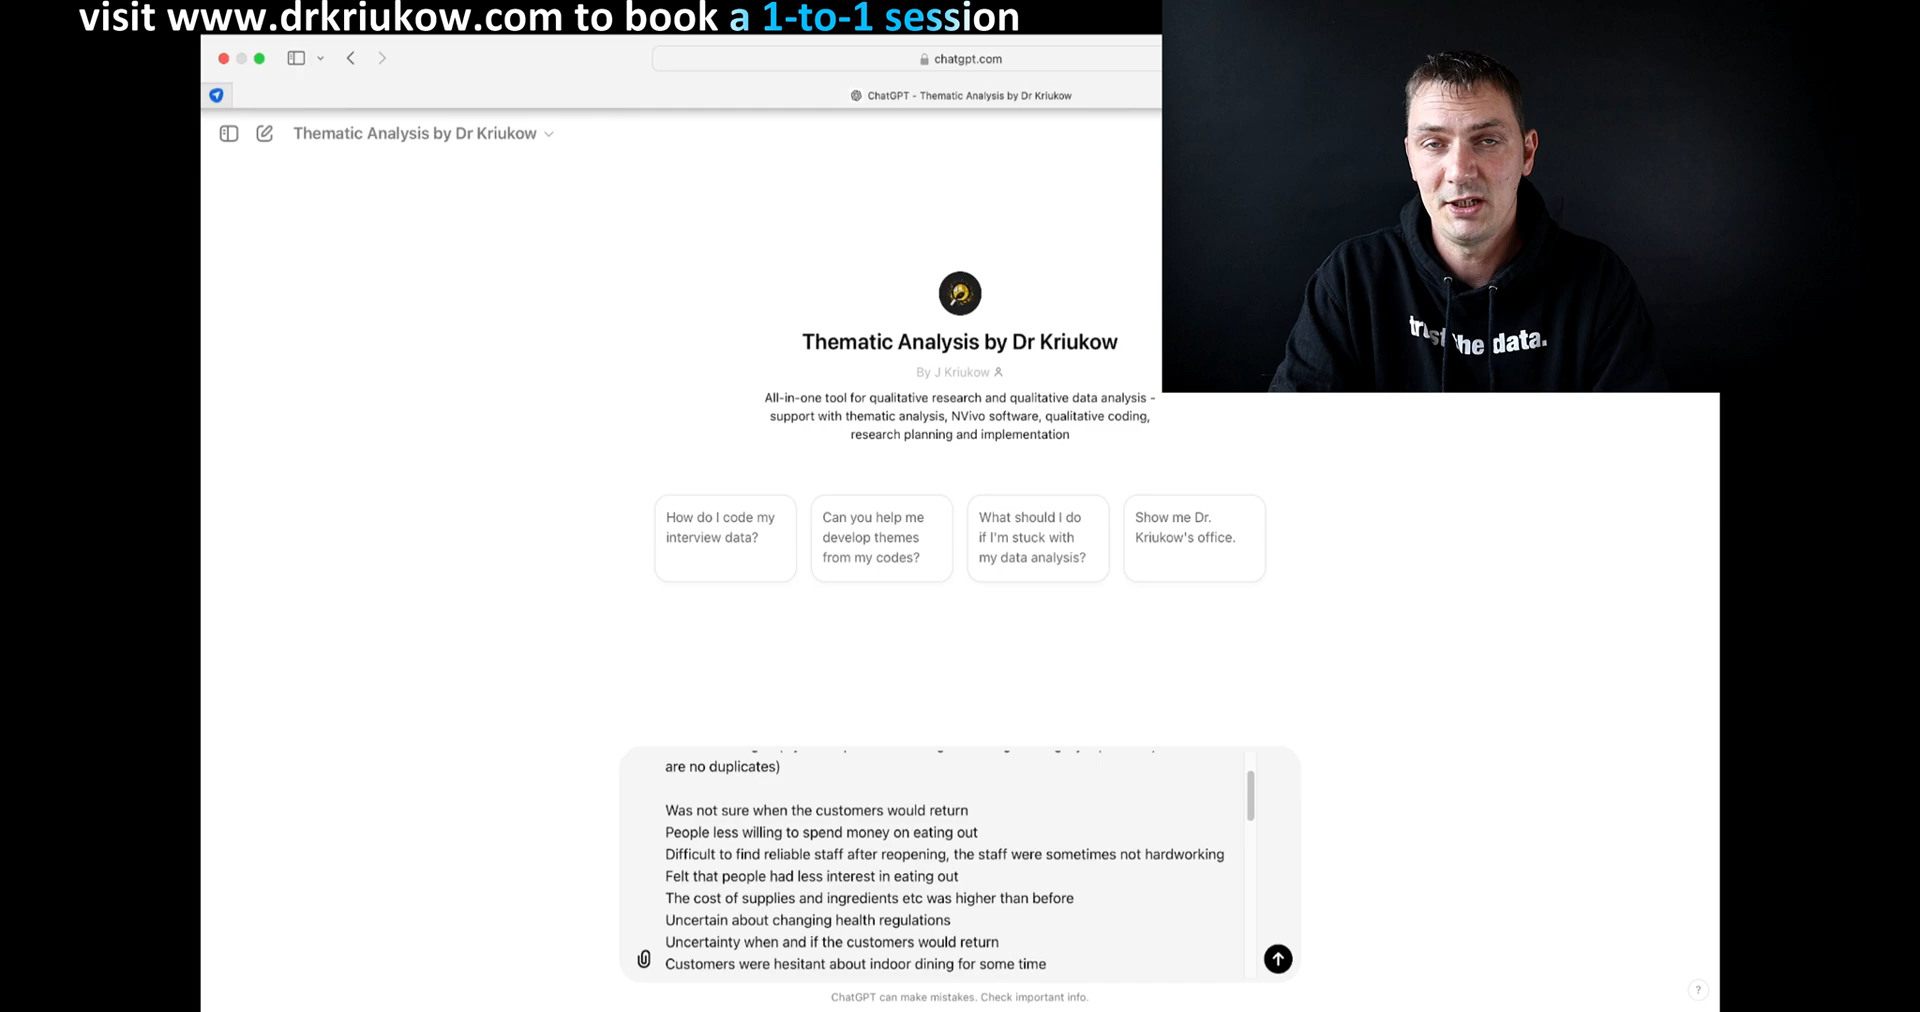 visit www.drkriukow.com to book a 1-to-1 session
chatgpt.com
ChatGPT - Thematic Analysis by Dr Kriukow
Thematic Analysis by Dr Kriukow
trust the data.
Thematic Analysis by Dr Kriukow
By J Kriukow
All-in-one tool for qualitative research and qualitative data analysis -
support with thematic analysis, NVivo software, qualitative coding,
research planning and implementation
How do I code my
interview data?
Can you help me
develop themes
from my codes?
What should I do
if I'm stuck with
my data analysis?
Show me Dr.
Kriukow's office.
are no duplicates)
Was not sure when the customers would return
People less willing to spend money on eating out
Difficult to find reliable staff after reopening, the staff were sometimes not hardworking
Felt that people had less interest in eating out
The cost of supplies and ingredients etc was higher than before
Uncertain about changing health regulations
Uncertainty when and if the customers would return
Customers were hesitant about indoor dining for some time
ChatGPT can make mistakes. Check important info.
?